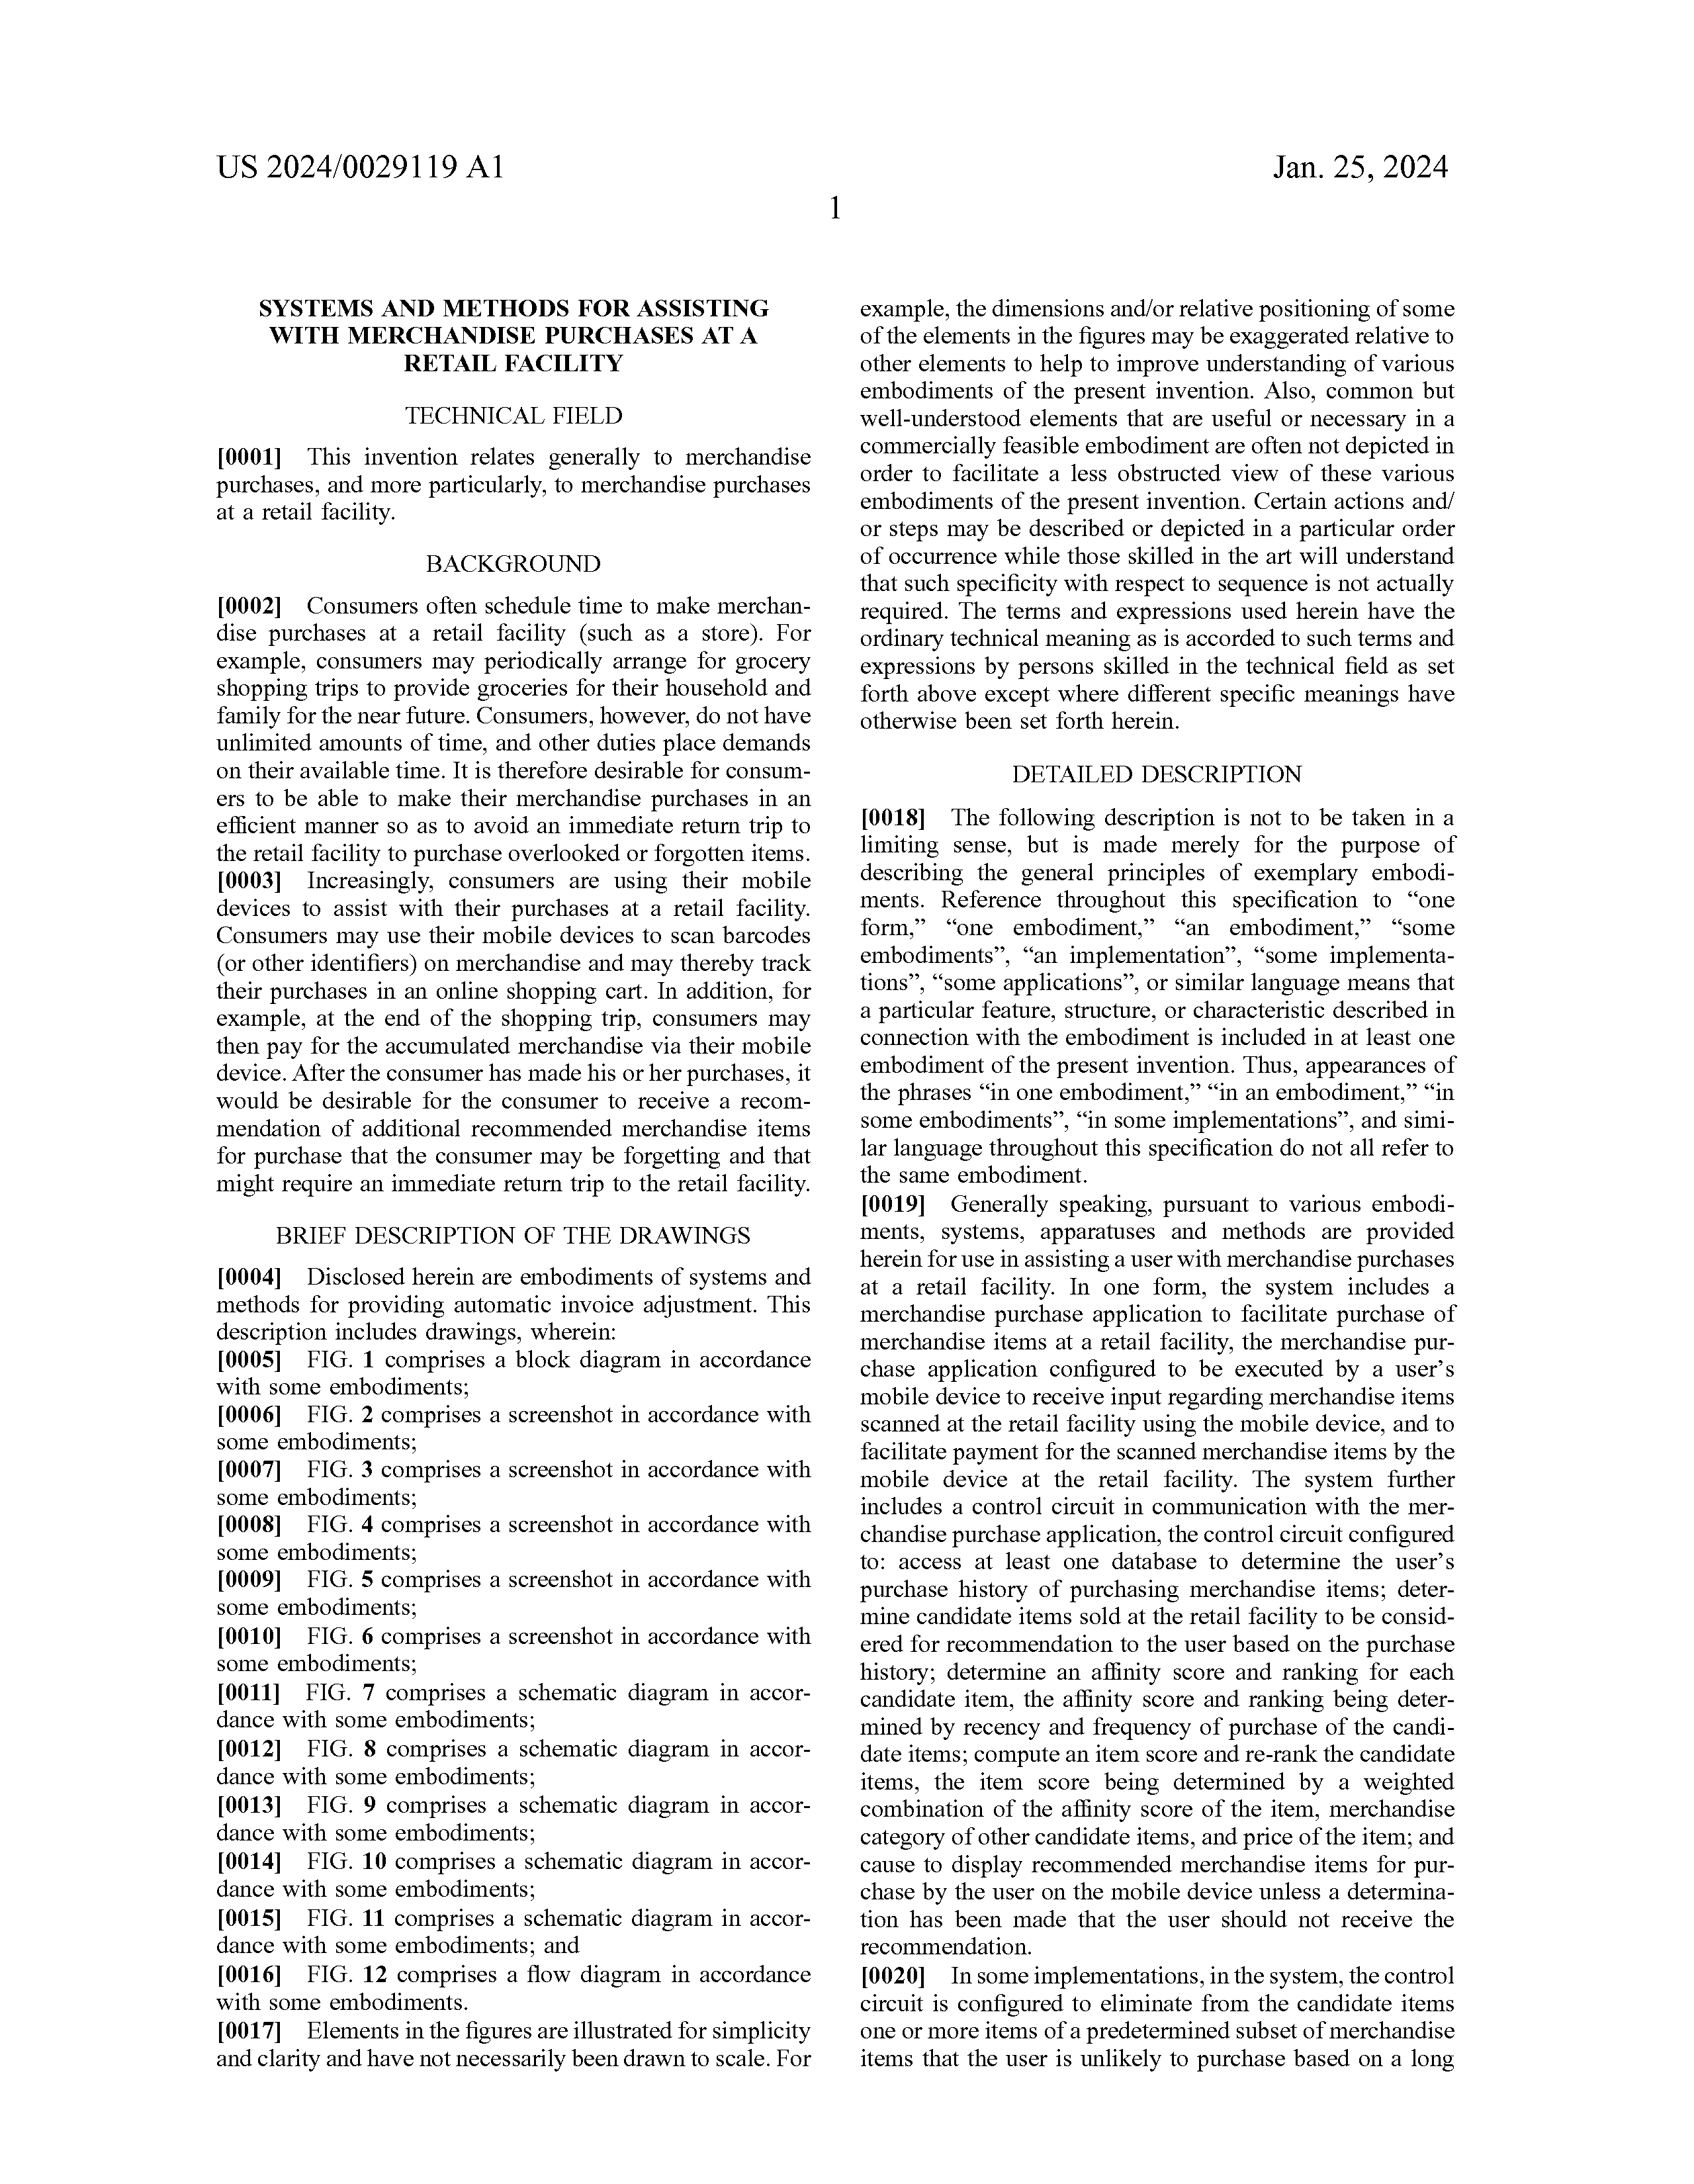 US 2024/0029119 A1
Jan. 25, 2024
1
SYSTEMS AND METHODS FOR ASSISTING
WITH MERCHANDISE PURCHASES AT A
RETAIL FACILITY
TECHNICAL FIELD
[0001] This invention relates generally to merchandise
purchases, and more particularly, to merchandise purchases
at a retail facility.
BACKGROUND
[0002] Consumers often schedule time to make merchan-
dise purchases at a retail facility (such as a store). For
example, consumers may periodically arrange for grocery
shopping trips to provide groceries for their household and
family for the near future. Consumers, however, do not have
unlimited amounts of time, and other duties place demands
on their available time. It is therefore desirable for consum-
ers to be able to make their merchandise purchases in an
efficient manner so as to avoid an immediate return trip to
the retail facility to purchase overlooked or forgotten items.
[0003] Increasingly, consumers are using their mobile
devices to assist with their purchases at a retail facility.
Consumers may use their mobile devices to scan barcodes
(or other identifiers) on merchandise and may thereby track
their purchases in an online shopping cart. In addition, for
example, at the end of the shopping trip, consumers may
then pay for the accumulated merchandise via their mobile
device. After the consumer has made his or her purchases, it
would be desirable for the consumer to receive a recom-
mendation of additional recommended merchandise items
for purchase that the consumer may be forgetting and that
might require an immediate return trip to the retail facility.
BRIEF DESCRIPTION OF THE DRAWINGS
[0004] Disclosed herein are embodiments of systems and
methods for providing automatic invoice adjustment. This
description includes drawings, wherein:
[0005] FIG. 1 comprises a block diagram in accordance
with some embodiments;
[0006] FIG. 2 comprises a screenshot in accordance with
some embodiments;
[0007] FIG. 3 comprises a screenshot in accordance with
some embodiments;
[0008] FIG. 4 comprises a screenshot in accordance with
some embodiments;
[0009] FIG. 5 comprises a screenshot in accordance with
some embodiments;
[0010] FIG. 6 comprises a screenshot in accordance with
some embodiments;
[0011] FIG. 7 comprises a schematic diagram in accor-
dance with some embodiments;
[0012] FIG. 8 comprises a schematic diagram in accor-
dance with some embodiments;
[0013] FIG. 9 comprises a schematic diagram in accor-
dance with some embodiments;
[0014] FIG. 10 comprises a schematic diagram in accor-
dance with some embodiments;
[0015] FIG. 11 comprises a schematic diagram in accor-
dance with some embodiments; and
[0016] FIG. 12 comprises a flow diagram in accordance
with some embodiments.
[0017] Elements in the figures are illustrated for simplicity
and clarity and have not necessarily been drawn to scale. For
example, the dimensions and/or relative positioning of some
of the elements in the figures may be exaggerated relative to
other elements to help to improve understanding of various
embodiments of the present invention. Also, common but
well-understood elements that are useful or necessary in a
commercially feasible embodiment are often not depicted in
order to facilitate a less obstructed view of these various
embodiments of the present invention. Certain actions and/
or steps may be described or depicted in a particular order
of occurrence while those skilled in the art will understand
that such specificity with respect to sequence is not actually
required. The terms and expressions used herein have the
ordinary technical meaning as is accorded to such terms and
expressions by persons skilled in the technical field as set
forth above except where different specific meanings have
otherwise been set forth herein.
DETAILED DESCRIPTION
[0018] The following description is not to be taken in a
limiting sense, but is made merely for the purpose of
describing the general principles of exemplary embodi-
ments. Reference throughout this specification to “one
form,” “one embodiment,” “an embodiment,” “some
embodiments”, “an implementation”, “some implementa-
tions”, “some applications”, or similar language means that
a particular feature, structure, or characteristic described in
connection with the embodiment is included in at least one
embodiment of the present invention. Thus, appearances of
the phrases “in one embodiment,” “in an embodiment,” “in
some embodiments”, “in some implementations”, and simi-
lar language throughout this specification do not all refer to
the same embodiment.
[0019] Generally speaking, pursuant to various embodi-
ments, systems, apparatuses and methods are provided
herein for use in assisting a user with merchandise purchases
at a retail facility. In one form, the system includes a
merchandise purchase application to facilitate purchase of
merchandise items at a retail facility, the merchandise pur-
chase application configured to be executed by a user’s
mobile device to receive input regarding merchandise items
scanned at the retail facility using the mobile device, and to
facilitate payment for the scanned merchandise items by the
mobile device at the retail facility. The system further
includes a control circuit in communication with the mer-
chandise purchase application, the control circuit configured
to: access at least one database to determine the user’s
purchase history of purchasing merchandise items; deter-
mine candidate items sold at the retail facility to be consid-
ered for recommendation to the user based on the purchase
history; determine an affinity score and ranking for each
candidate item, the affinity score and ranking being deter-
mined by recency and frequency of purchase of the candi-
date items; compute an item score and re-rank the candidate
items, the item score being determined by a weighted
combination of the affinity score of the item, merchandise
category of other candidate items, and price of the item; and
cause to display recommended merchandise items for pur-
chase by the user on the mobile device unless a determina-
tion has been made that the user should not receive the
recommendation.
[0020] In some implementations, in the system, the control
circuit is configured to eliminate from the candidate items
one or more items of a predetermined subset of merchandise
items that the user is unlikely to purchase based on a long